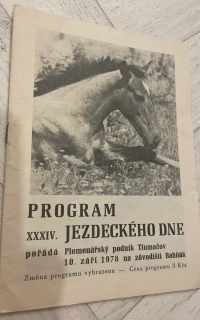 PROGRAM
XXXIV. JEZDECKÉHO DNE
pořádá Plemenářský podnik Tlumačov
10. září 1978 na závodišti Bahňák
Změna programu vyhrazena — Cena programu 3 Kčs